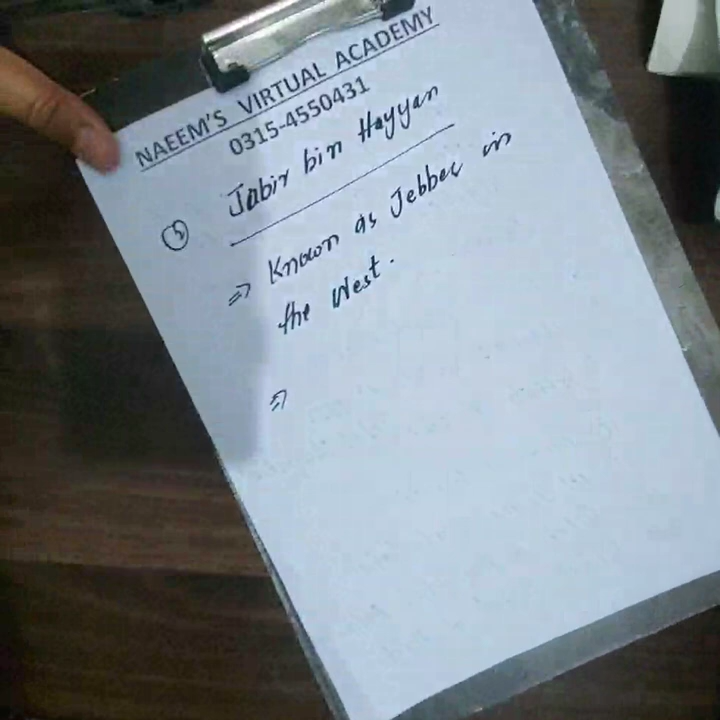 NAEEM'S VIRTUAL ACADEMY
0315-4550431
⑤ Jabir bin Hayyan
⇒ Known as Jebber in
the West.
⇒